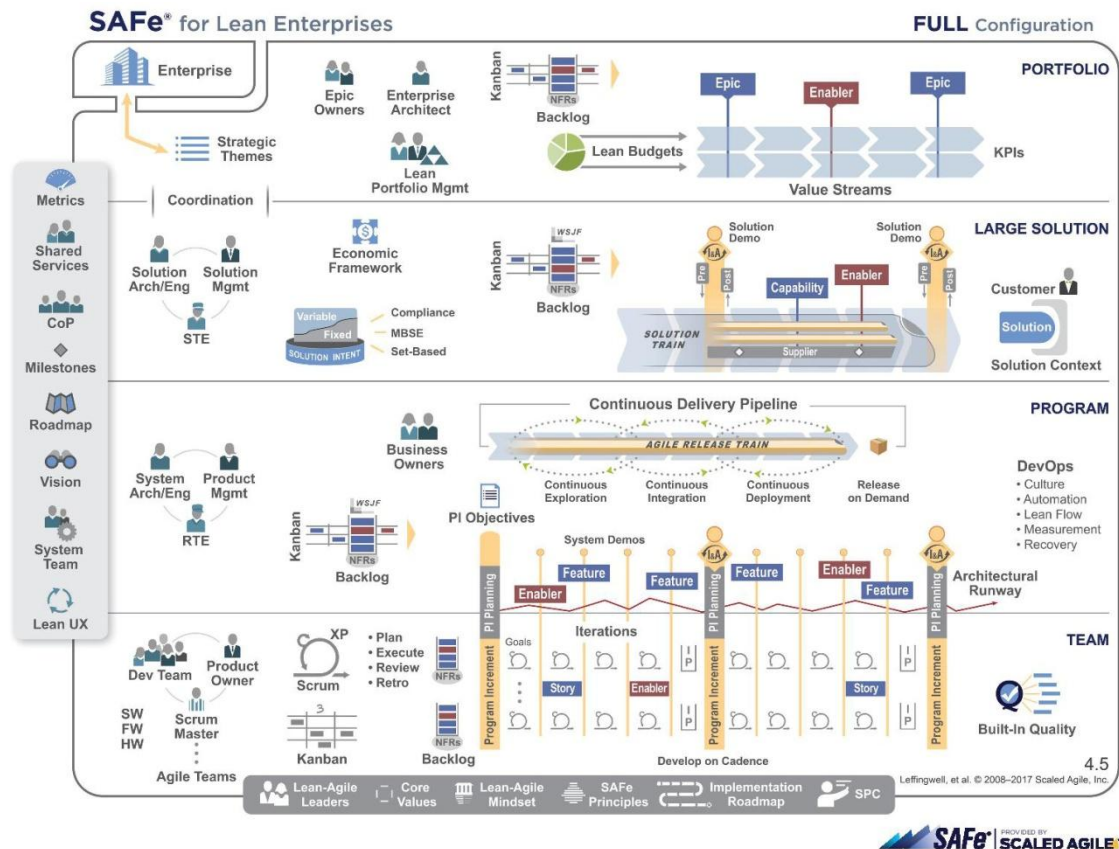 SAFe® for Lean Enterprises
FULL Configuration
Enterprise
Strategic
Themes
Epic
Owners
Enterprise
Architect
Lean
Portfolio Mgmt
Kanban
NFRs
Backlog
Lean Budgets
Epic
Enabler
Epic
Value Streams
KPIs
PORTFOLIO
Metrics
Shared
Services
CoP
Milestones
Roadmap
Vision
System
Team
Lean UX
Coordination
Solution
Arch/Eng
Solution
Mgmt
STE
Economic
Framework
Variable
Fixed
SOLUTION INTENT
Compliance
MBSE
Set-Based
Kanban
WSJF
NFRs
Backlog
Solution
Demo
I&A
Pre
Post
Capability
Enabler
SOLUTION
TRAIN
Supplier
Solution
Demo
I&A
Pre
Post
LARGE SOLUTION
Customer
Solution
Solution Context
System
Arch/Eng
Product
Mgmt
RTE
Business
Owners
Continuous Delivery Pipeline
AGILE RELEASE TRAIN
Continuous
Exploration
Continuous
Integration
Continuous
Deployment
Release
on Demand
PROGRAM
DevOps
• Culture
• Automation
• Lean Flow
• Measurement
• Recovery
Kanban
WSJF
NFRs
Backlog
PI Objectives
System Demos
PI Planning
Enabler
Feature
Feature
I&A
PI Planning
Feature
Enabler
Feature
I&A
PI Planning
Architectural
Runway
Dev Team
Product
Owner
Scrum
Master
SW
FW
HW
Agile Teams
XP
Scrum
• Plan
• Execute
• Review
• Retro
3
Kanban
NFRs
NFRs
Backlog
Program Increment
Goals
Iterations
Story
Enabler
I
P
I
P
Program Increment
Story
I
P
I
P
Program Increment
Develop on Cadence
TEAM
Built-In Quality
4.5
Leffingwell, et al. © 2008–2017 Scaled Agile, Inc.
Lean-Agile
Leaders
Core
Values
Lean-Agile
Mindset
SAFe
Principles
Implementation
Roadmap
SPC
SAFe® PROVIDED BY
SCALED AGILE